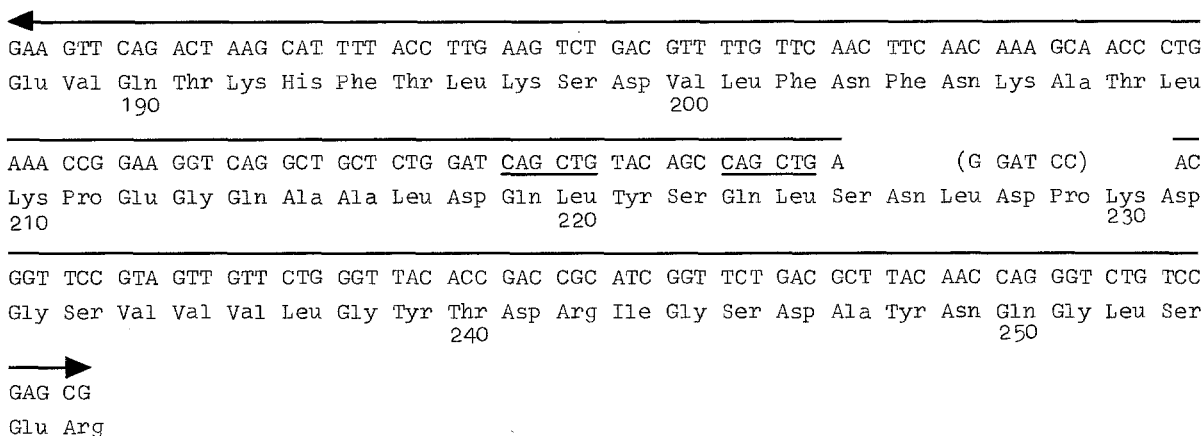 GAA GTT CAG ACT AAG CAT TTT ACC TTG AAG TCT GAC GTT TTG TTC AAC TTC AAC AAA GCA ACC CTG
Glu Val Gln Thr Lys His Phe Thr Leu Lys Ser Asp Val Leu Phe Asn Phe Asn Lys Ala Thr Leu
190 200
AAA CCG GAA GGT CAG GCT GCT CTG GAT CAG CTG TAC AGC CAG CTG A (G GAT CC) AC
Lys Pro Glu Gly Gln Ala Ala Leu Asp Gln Leu Tyr Ser Gln Leu Ser Asn Leu Asp Pro Lys Asp
210 220 230
GGT TCC GTA GTT GTT CTG GGT TAC ACC GAC CGC ATC GGT TCT GAC GCT TAC AAC CAG GGT CTG TCC
Gly Ser Val Val Val Leu Gly Tyr Thr Asp Arg Ile Gly Ser Asp Ala Tyr Asn Gln Gly Leu Ser
240 250
GAG CG
Glu Arg